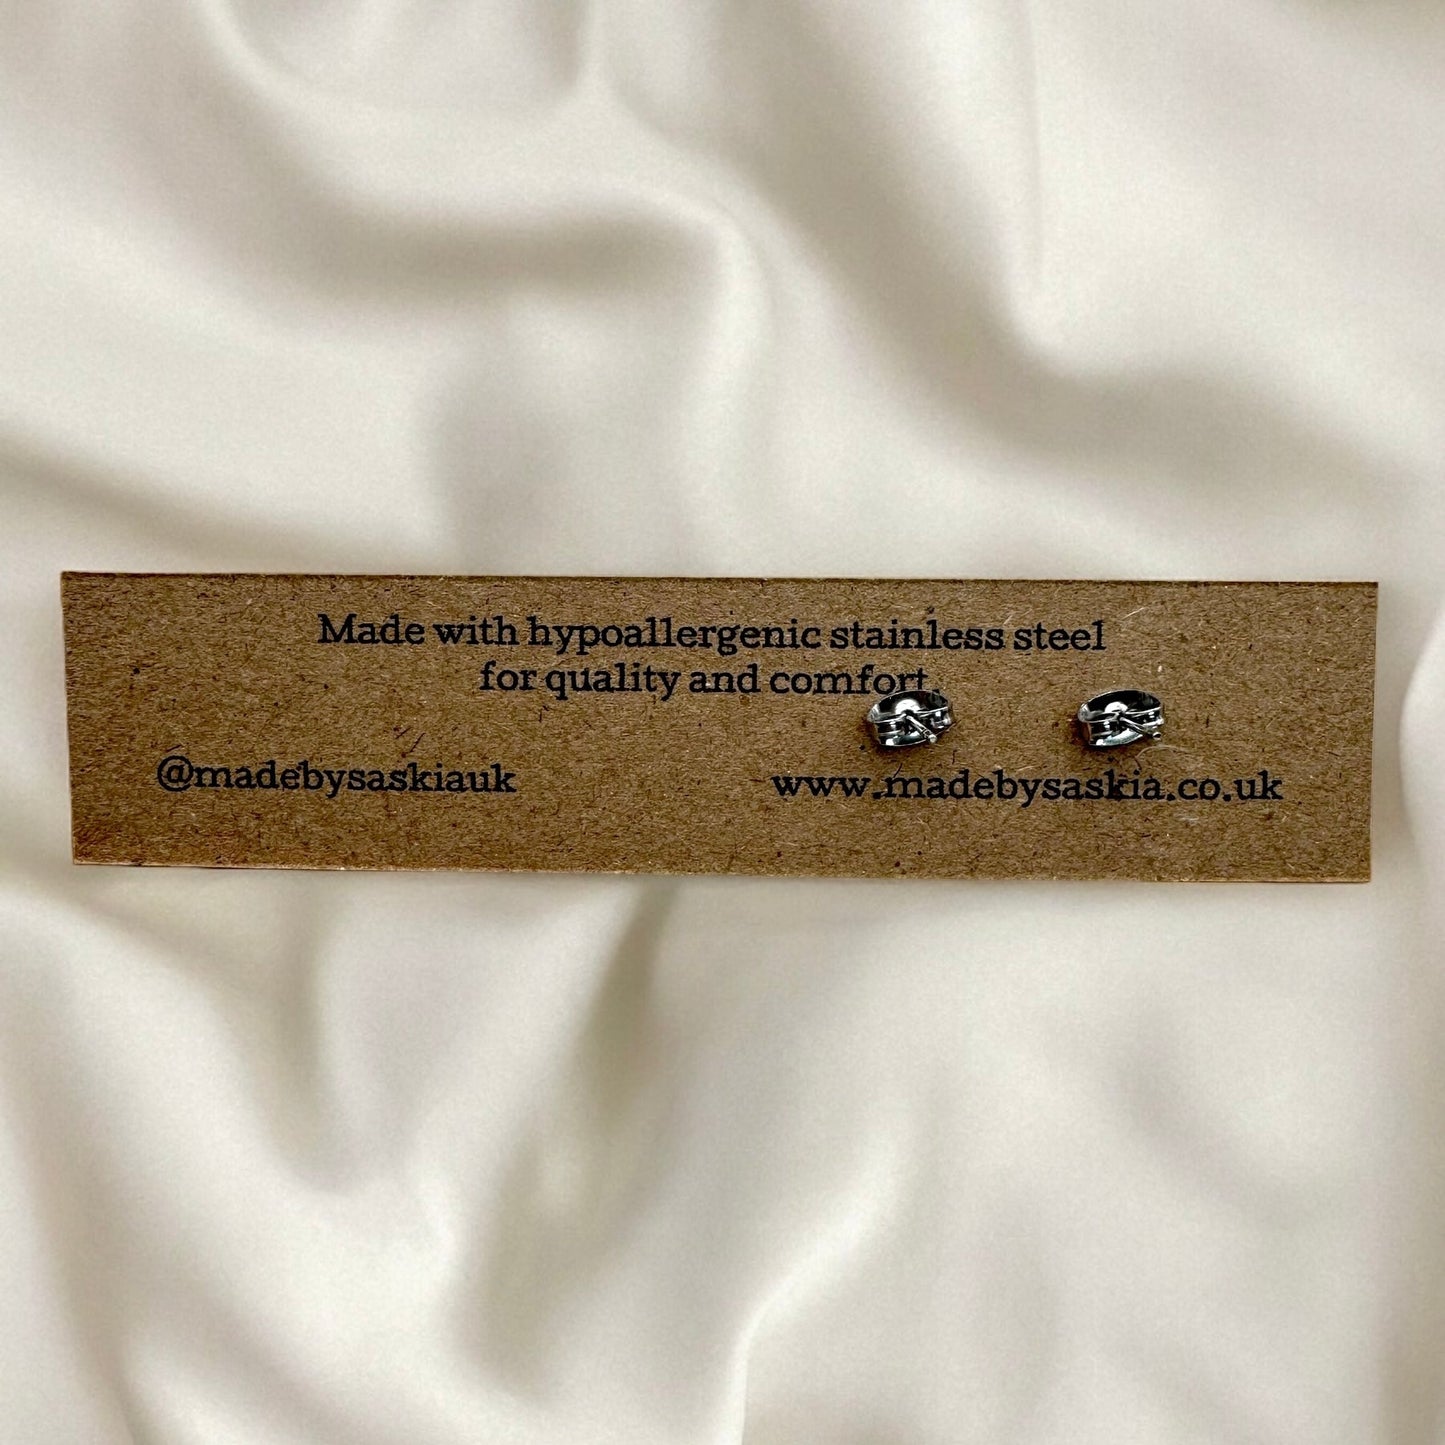 Made with hypoallergenic stainless steel
for quality and comfort.
@madebysaskiauk
www.madebysaskia.co.uk